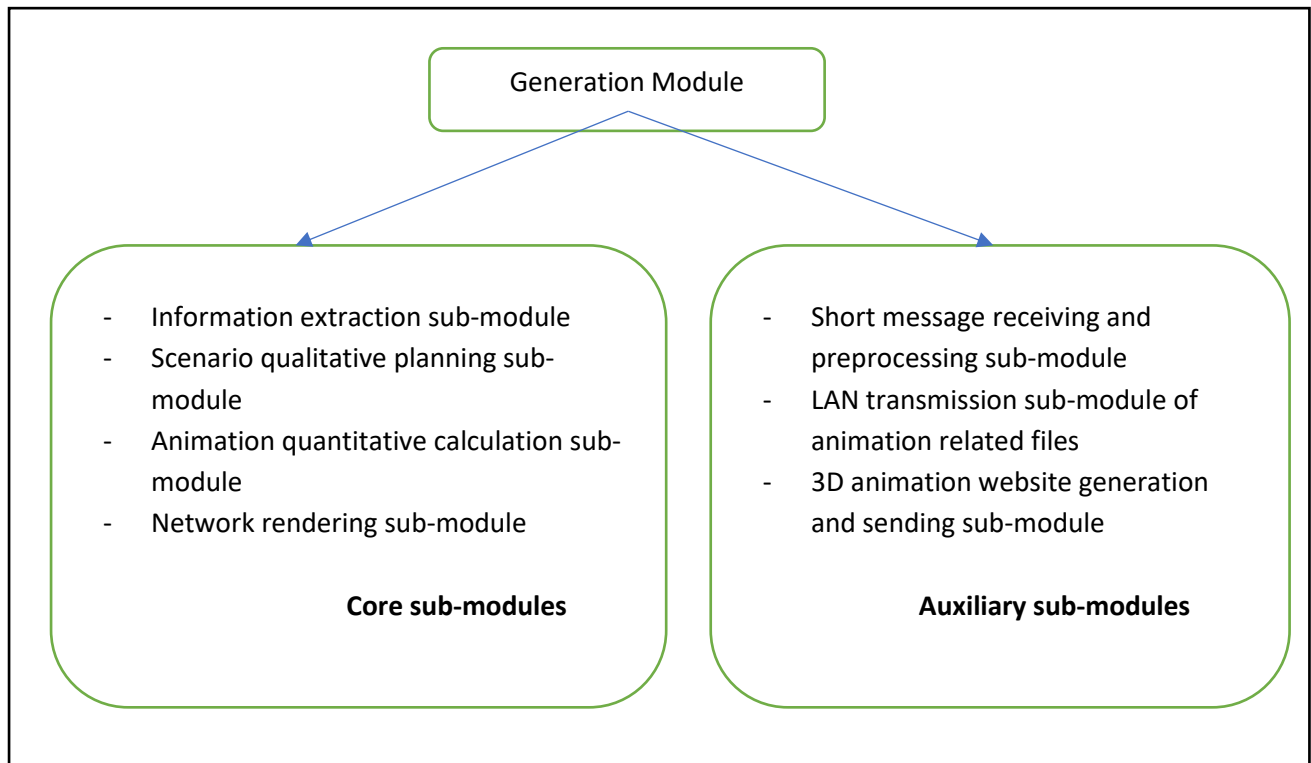 Generation Module
- Information extraction sub-module
- Scenario qualitative planning sub-
module
- Animation quantitative calculation sub-
module
- Network rendering sub-module
Core sub-modules
- Short message receiving and
preprocessing sub-module
- LAN transmission sub-module of
animation related files
- 3D animation website generation
and sending sub-module
Auxiliary sub-modules